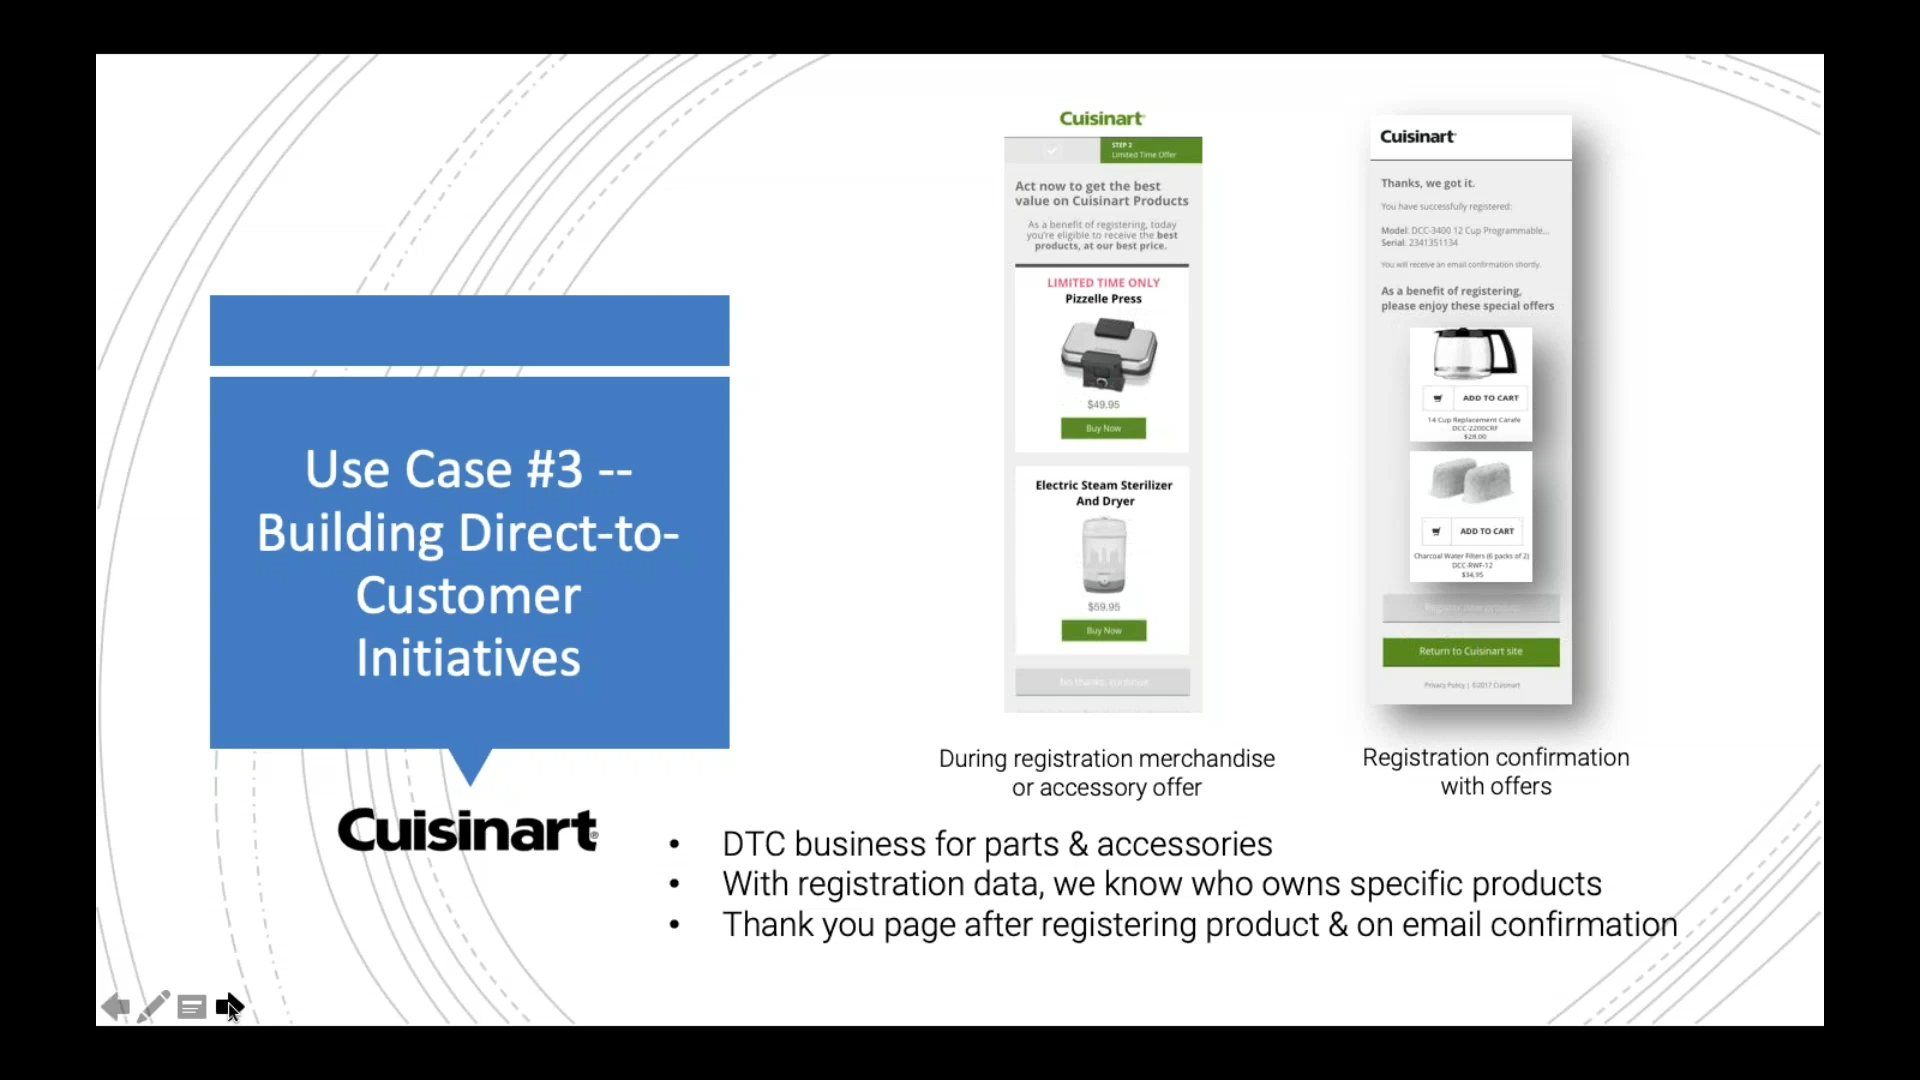 Use Case #3 --
Building Direct-to-
Customer
Initiatives
Cuisinart
Cuisinart
STEP 2
Limited Time Offer
Act now to get the best
value on Cuisinart Products
As a benefit of registering, today
you're eligible to receive the best
products, at our best price.
LIMITED TIME ONLY
Pizzelle Press
$49.95
Buy Now
Electric Steam Sterilizer
And Dryer
$59.95
Buy Now
No thanks, continue
During registration merchandise
or accessory offer
Cuisinart
Thanks, we got it.
You have successfully registered:
Model: DCC-3400 12 Cup Programmable...
Serial: 2341351134
You will receive an email confirmation shortly.
As a benefit of registering,
please enjoy these special offers
ADD TO CART
14 Cup Replacement Carafe
DCC-2200CRF
$28.00
ADD TO CART
Charcoal Water Filters (6 packs of 2)
DCC-RWF-12
$34.95
Register new product
Return to Cuisinart site
Privacy Policy | ©2017 Cuisinart
Registration confirmation
with offers
• DTC business for parts & accessories
• With registration data, we know who owns specific products
• Thank you page after registering product & on email confirmation